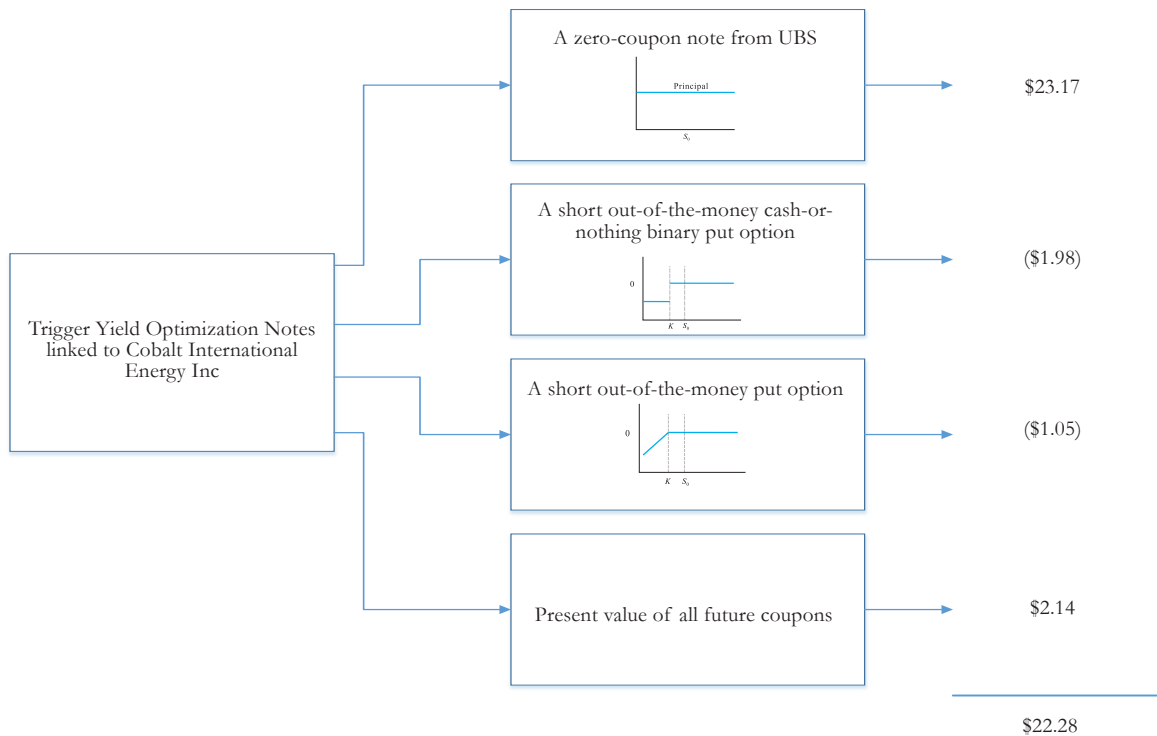 A zero-coupon note from UBS
Principal
S₀
$23.17
A short out-of-the-money cash-or-
nothing binary put option
0
K S₀
($1.98)
Trigger Yield Optimization Notes
linked to Cobalt International
Energy Inc
A short out-of-the-money put option
0
K S₀
($1.05)
Present value of all future coupons
$2.14
$22.28